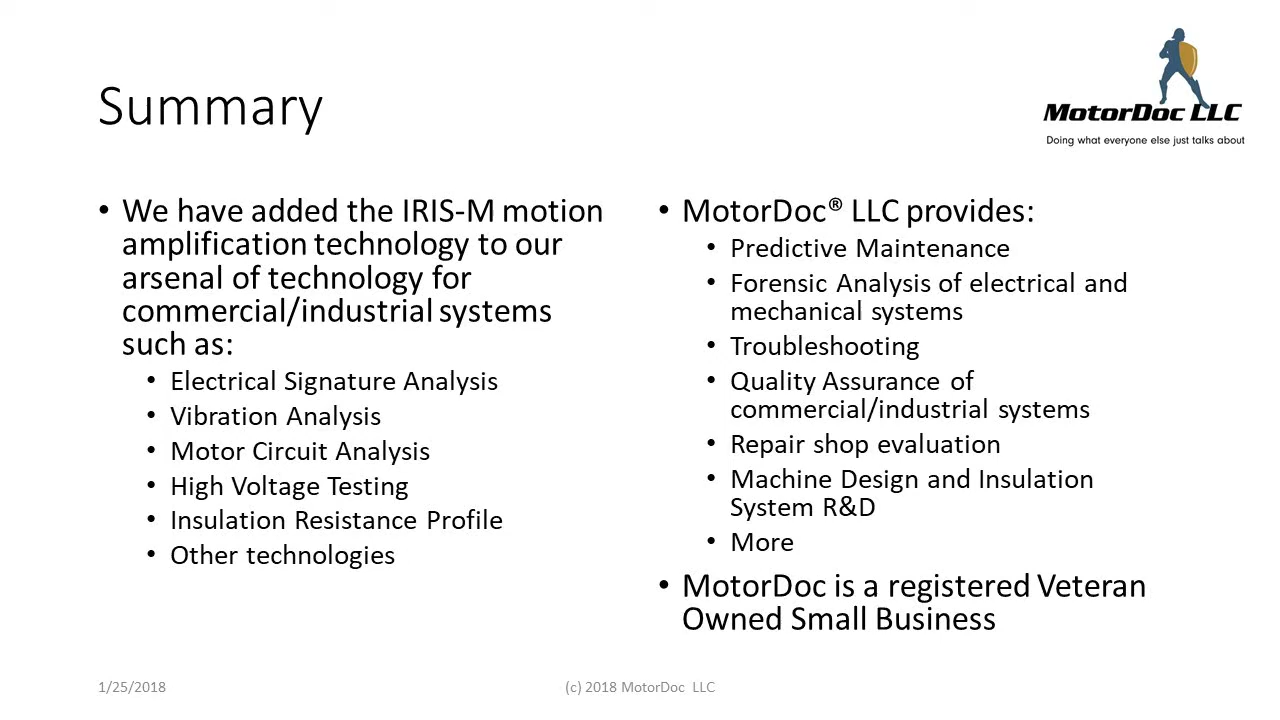 Summary
MotorDoc LLC
Doing what everyone else just talks about
• We have added the IRIS-M motion
amplification technology to our
arsenal of technology for
commercial/industrial systems
such as:
• Electrical Signature Analysis
• Vibration Analysis
• Motor Circuit Analysis
• High Voltage Testing
• Insulation Resistance Profile
• Other technologies
• MotorDoc® LLC provides:
• Predictive Maintenance
• Forensic Analysis of electrical and
mechanical systems
• Troubleshooting
• Quality Assurance of
commercial/industrial systems
• Repair shop evaluation
• Machine Design and Insulation
System R&D
• More
• MotorDoc is a registered Veteran
Owned Small Business
1/25/2018
(c) 2018 MotorDoc LLC